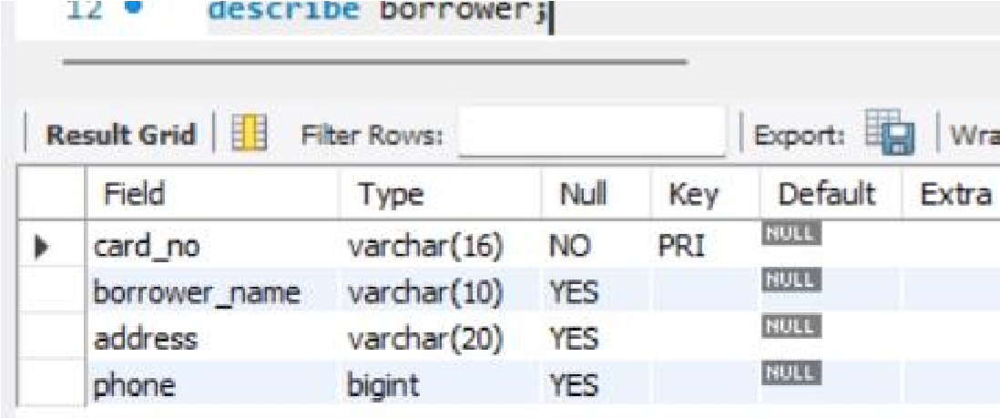 12 describe borrower;
Result Grid Filter Rows: Export: Wra
Field Type Null Key Default Extra
card_no varchar(16) NO PRI NULL
borrower_name varchar(10) YES NULL
address varchar(20) YES NULL
phone bigint YES NULL